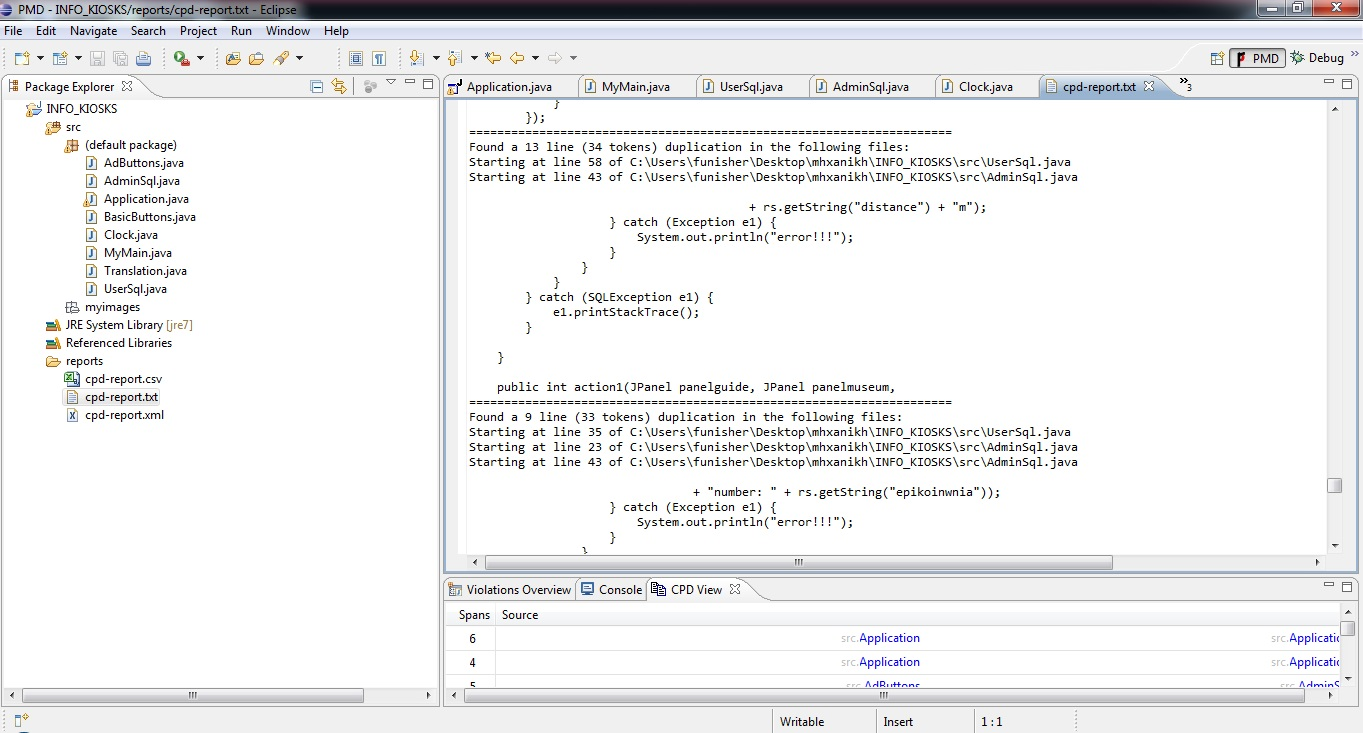 PMD - INFO_KIOSKS/reports/cpd-report.txt - Eclipse
File Edit Navigate Search Project Run Window Help
PMD Debug »
Package Explorer
Application.java MyMain.java UserSql.java AdminSql.java Clock.java cpd-report.txt »3
INFO_KIOSKS
src
(default package)
AdButtons.java
AdminSql.java
Application.java
BasicButtons.java
Clock.java
MyMain.java
Translation.java
UserSql.java
myimages
JRE System Library [jre7]
Referenced Libraries
reports
cpd-report.csv
cpd-report.txt
cpd-report.xml
}
});
=====================================================================
Found a 13 line (34 tokens) duplication in the following files:
Starting at line 58 of C:\Users\funisher\Desktop\mhxanikh\INFO_KIOSKS\src\UserSql.java
Starting at line 43 of C:\Users\funisher\Desktop\mhxanikh\INFO_KIOSKS\src\AdminSql.java
+ rs.getString("distance") + "m");
} catch (Exception e1) {
System.out.println("error!!!");
}
}
}
} catch (SQLException e1) {
e1.printStackTrace();
}
}
public int action1(JPanel panelguide, JPanel panelmuseum,
=====================================================================
Found a 9 line (33 tokens) duplication in the following files:
Starting at line 35 of C:\Users\funisher\Desktop\mhxanikh\INFO_KIOSKS\src\UserSql.java
Starting at line 23 of C:\Users\funisher\Desktop\mhxanikh\INFO_KIOSKS\src\AdminSql.java
Starting at line 43 of C:\Users\funisher\Desktop\mhxanikh\INFO_KIOSKS\src\AdminSql.java
+ "number: " + rs.getString("epikoinwnia"));
} catch (Exception e1) {
System.out.println("error!!!");
}
}
Violations Overview Console CPD View
Spans Source
6 src.Application src.Applicatio
4 src.Application src.Applicatio
5 src.AdButtons src.AdminS
Writable Insert 1 : 1